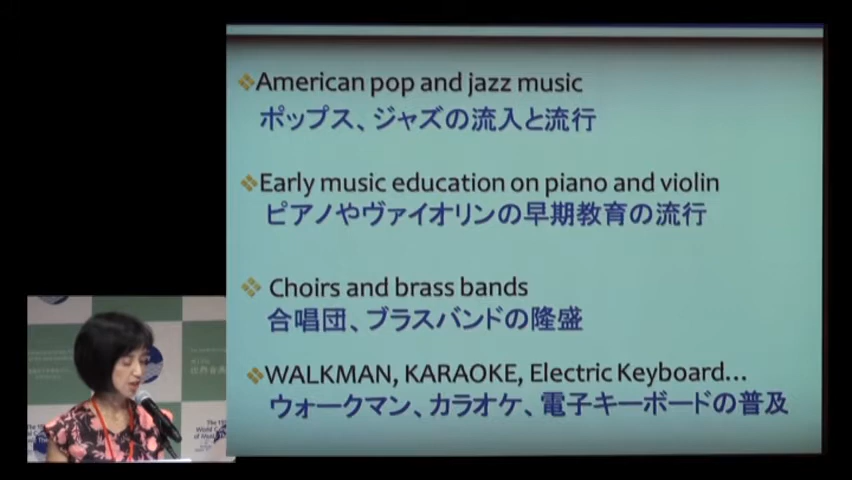 American pop and jazz music
ポップス、ジャズの流入と流行
Early music education on piano and violin
ピアノやヴァイオリンの早期教育の流行
Choirs and brass bands
合唱団、ブラスバンドの隆盛
WALKMAN, KARAOKE, Electric Keyboard…
ウォークマン、カラオケ、電子キーボードの普及